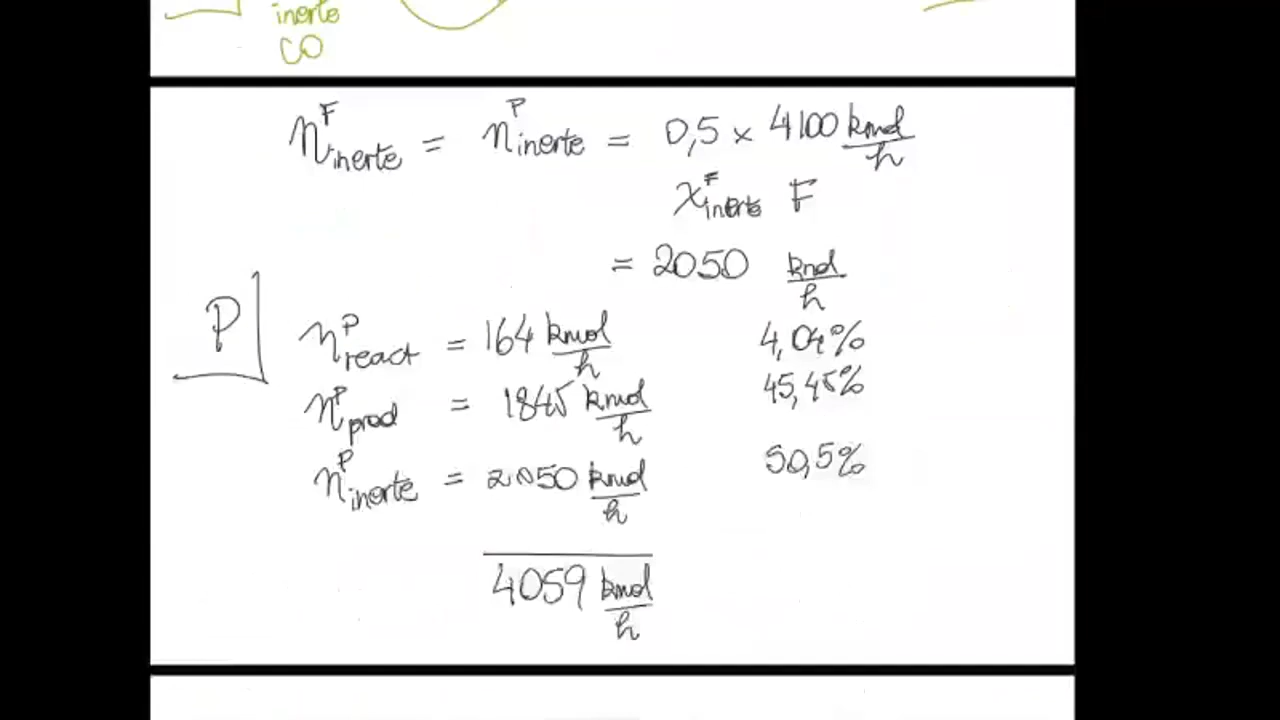 inerte
CO
n^F_inerte = n^P_inerte = 0,5 × 4100 kmol/h
x^F_inerte F
= 2050 kmol/h
P
n^P_react = 164 kmol/h 4,04%
n^P_prod = 1845 kmol/h 45,45%
n^P_inerte = 2050 kmol/h 50,5%
4059 kmol/h